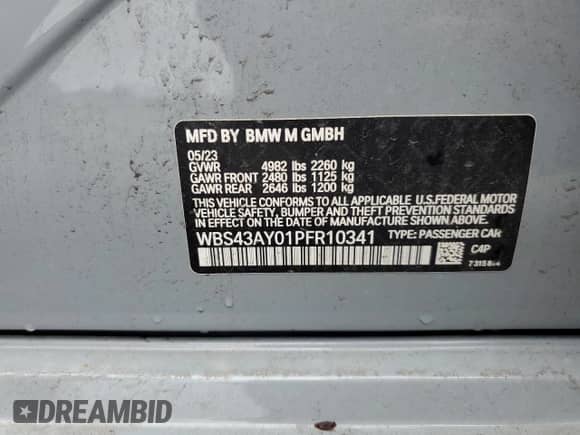 MFD BY BMW M GMBH
05/23
GVWR 4982 lbs 2260 kg
GAWR FRONT 2480 lbs 1125 kg
GAWR REAR 2646 lbs 1200 kg
THIS VEHICLE CONFORMS TO ALL APPLICABLE U.S.FEDERAL MOTOR
VEHICLE SAFETY, BUMPER AND THEFT STANDARDS
IN EFFECT ON THE DATE OF MANUFACTURE SHOWN ABOVE.
WBS43AY01PFR10341 TYPE: PASSENGER CAR
C4P
DREAMBID